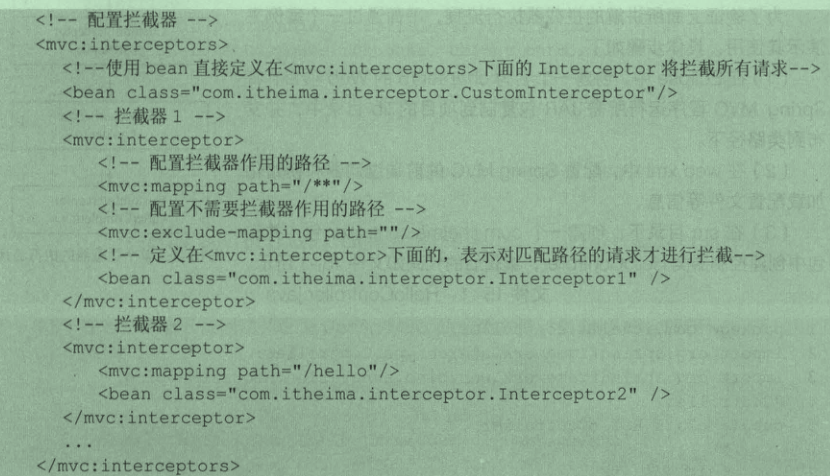 <!-- 配置拦截器 -->
<mvc:interceptors>
<!--使用 bean 直接定义在<mvc:interceptors>下面的 Interceptor 将拦截所有请求-->
<bean class="com.itheima.interceptor.CustomInterceptor"/>
<!-- 拦截器 1 -->
<mvc:interceptor>
<!-- 配置拦截器作用的路径 -->
<mvc:mapping path="/**"/>
<!-- 配置不需要拦截器作用的路径 -->
<mvc:exclude-mapping path=""/>
<!-- 定义在<mvc:interceptor>下面的，表示对匹配路径的请求才进行拦截-->
<bean class="com.itheima.interceptor.Interceptor1" />
</mvc:interceptor>
<!-- 拦截器 2 -->
<mvc:interceptor>
<mvc:mapping path="/hello"/>
<bean class="com.itheima.interceptor.Interceptor2" />
</mvc:interceptor>
...
</mvc:interceptors>